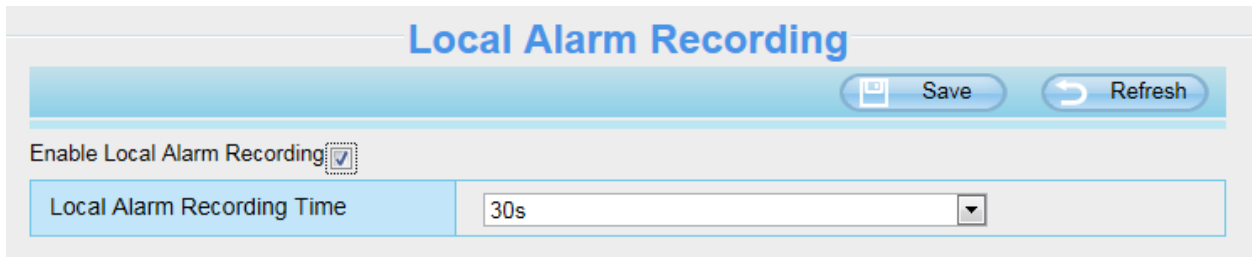 Local Alarm Recording
Save Refresh
Enable Local Alarm Recording
Local Alarm Recording Time 30s